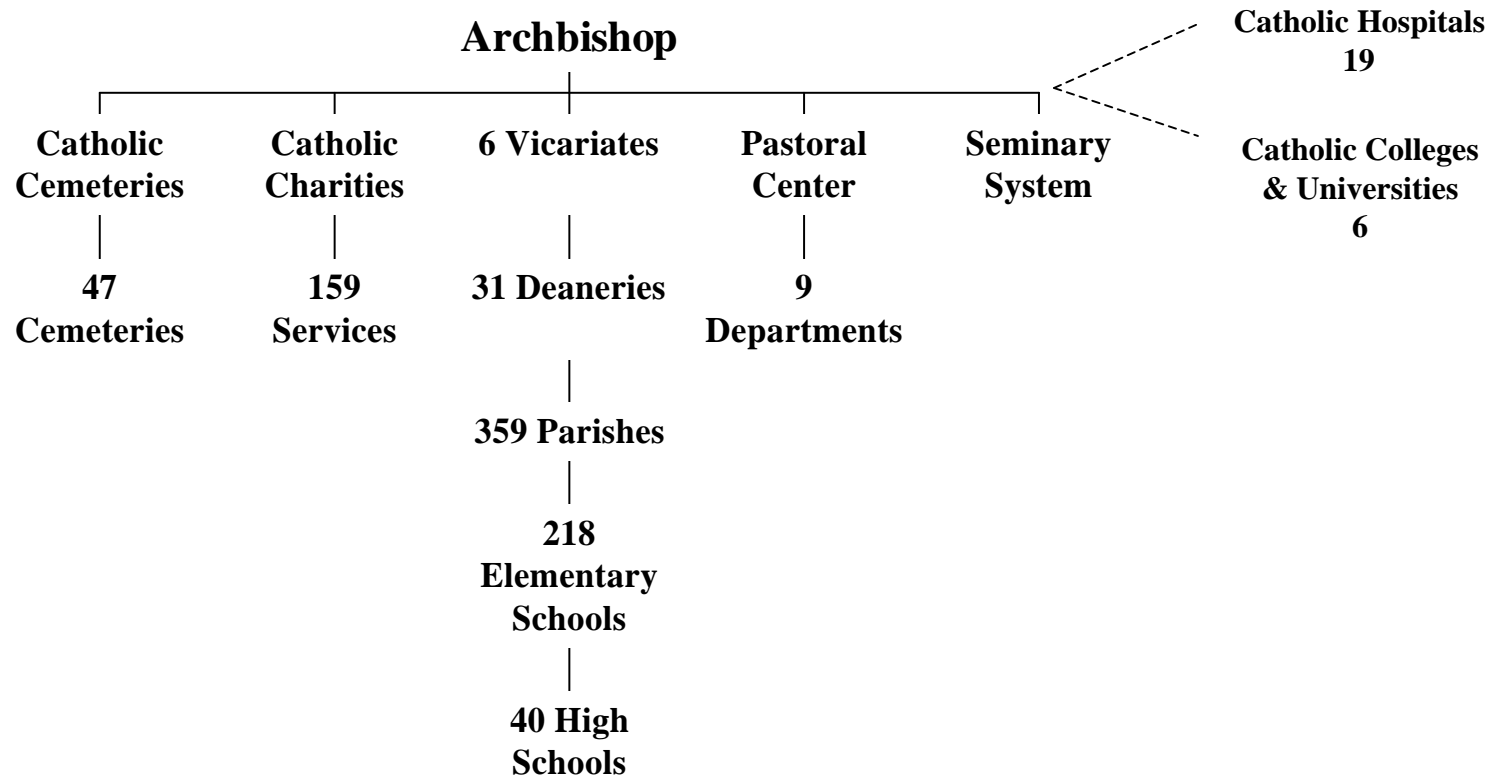 Archbishop
Catholic Hospitals
19
Catholic Colleges
& Universities
6
Catholic
Cemeteries
47
Cemeteries
Catholic
Charities
159
Services
6 Vicariates
31 Deaneries
359 Parishes
218
Elementary
Schools
40 High
Schools
Pastoral
Center
9
Departments
Seminary
System